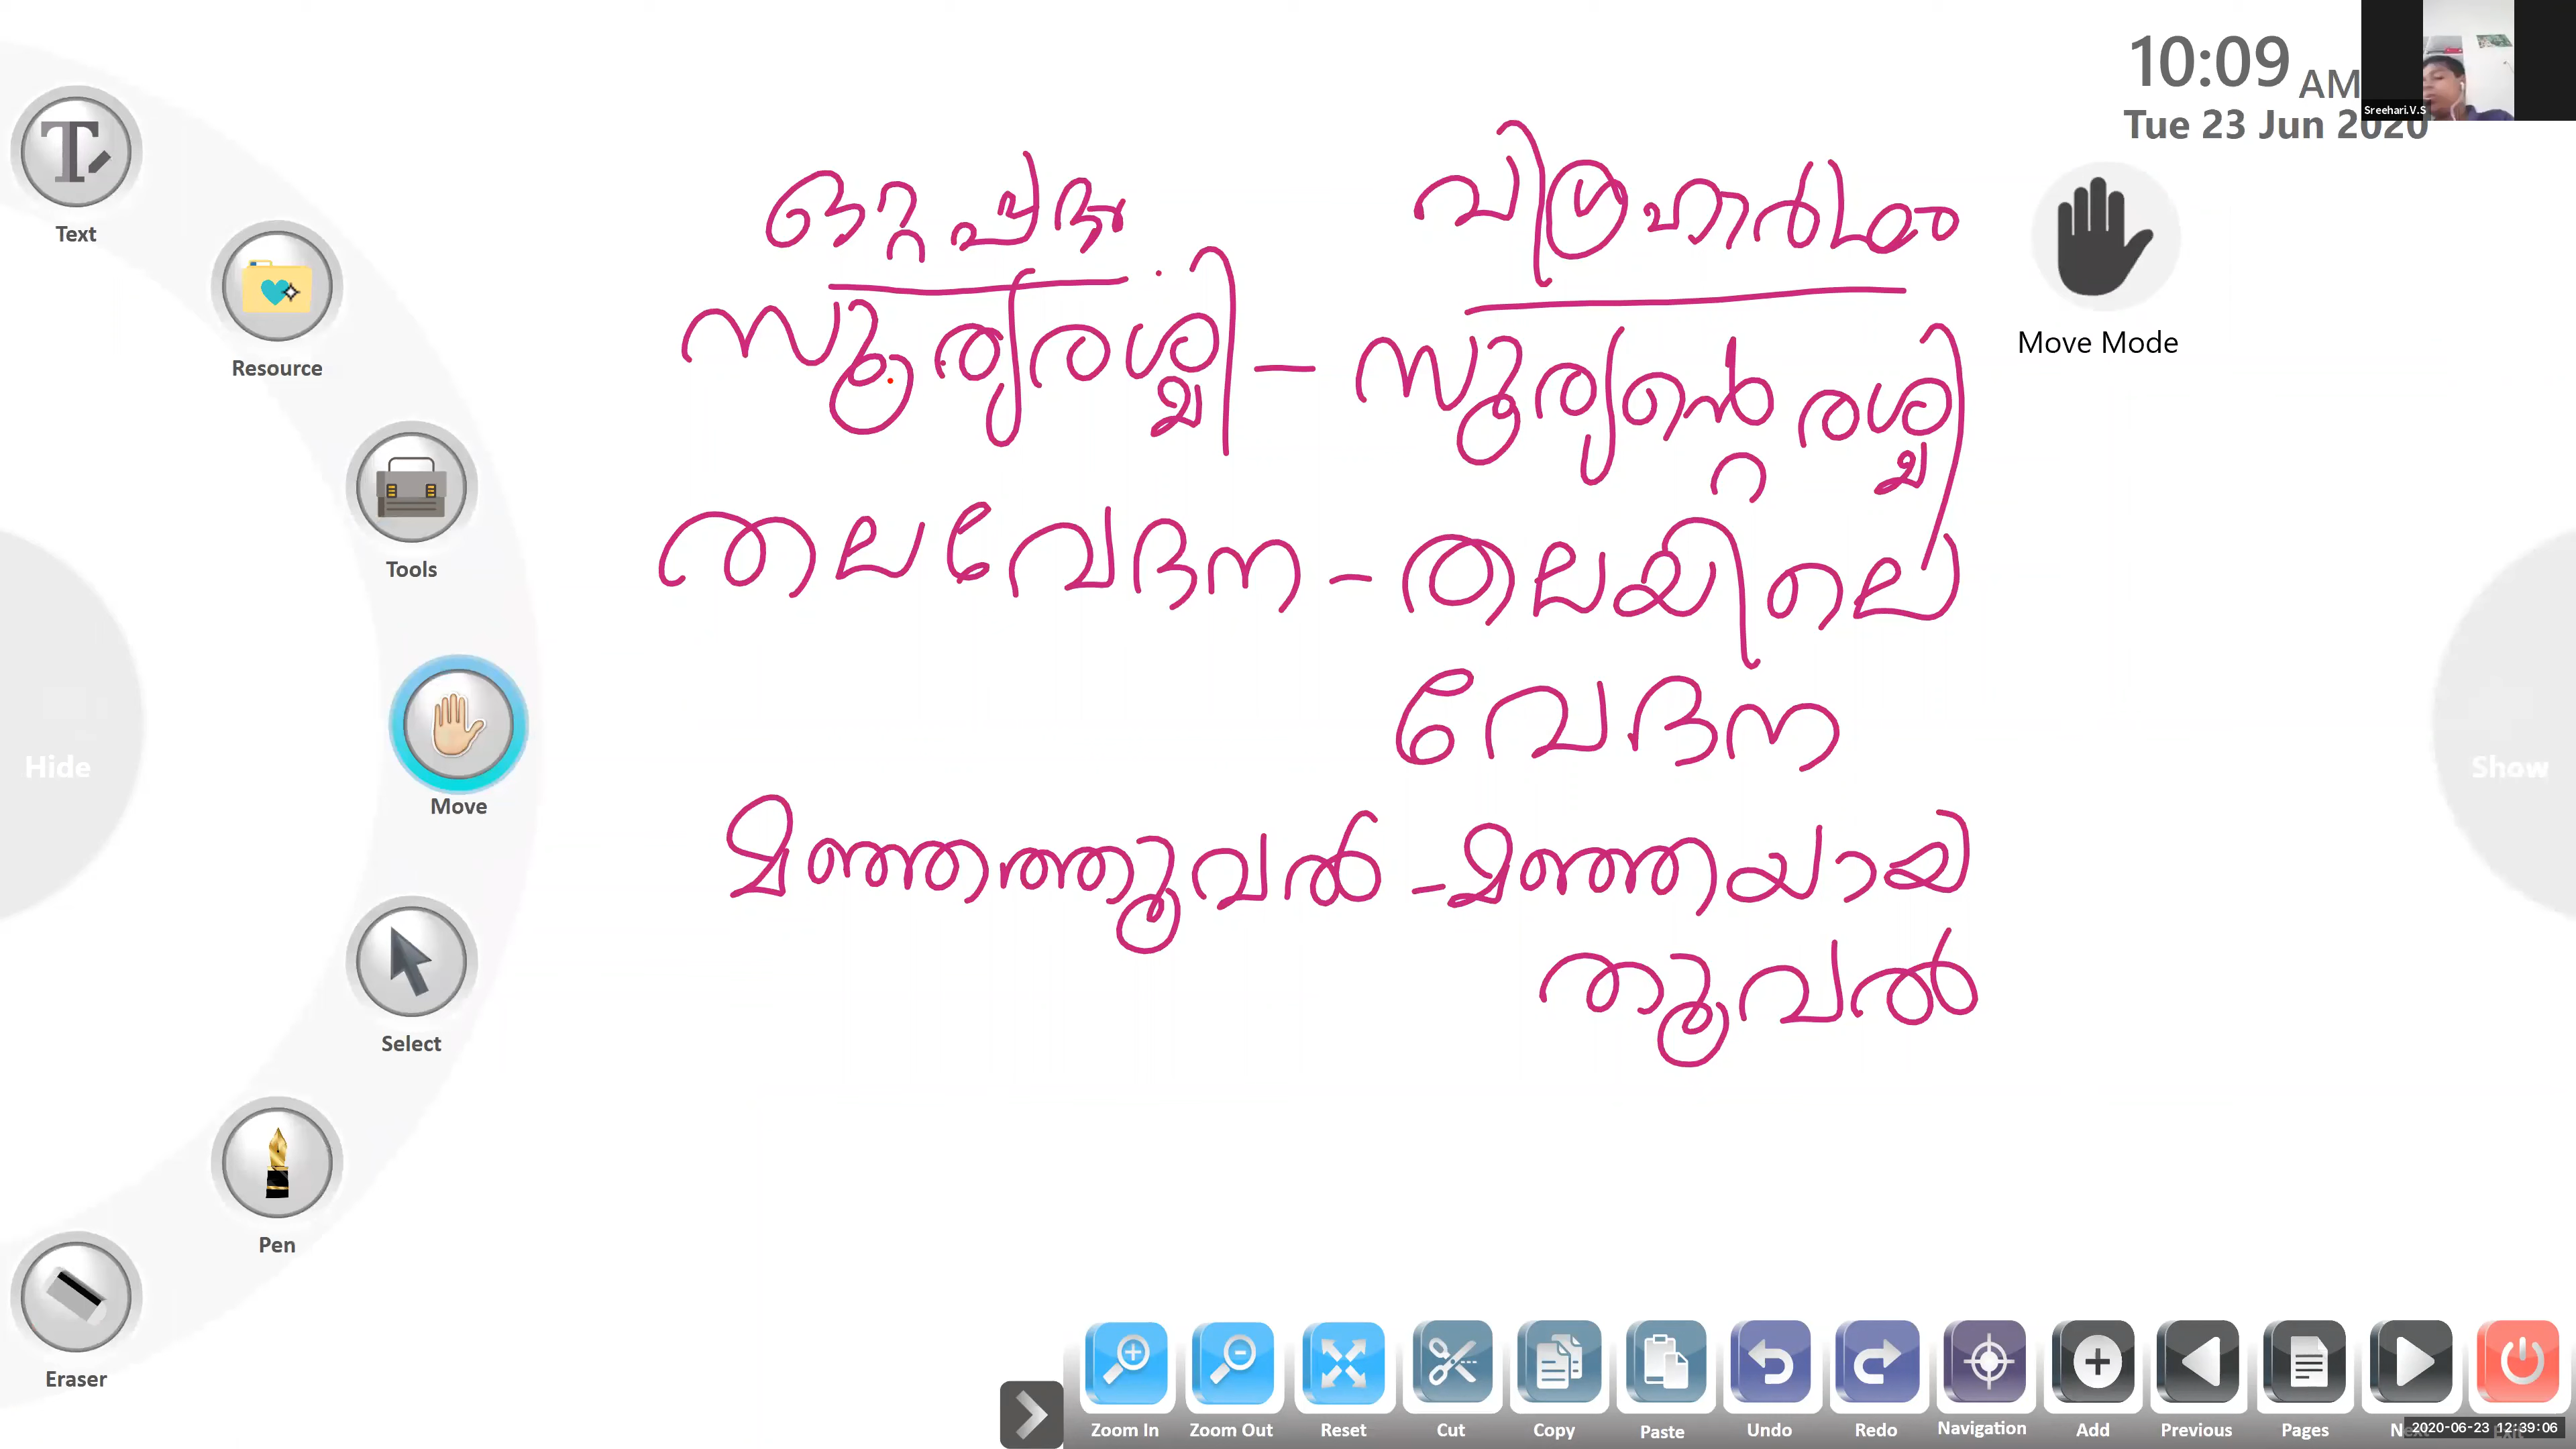 10:09 AM
Tue 23 Jun 2020
Sreehari.V.S
Text
Resource
Tools
Hide
Move
Select
Pen
Eraser
Move Mode
Show
ഒറ്റപ്പദം വിഗ്രഹാർത്ഥം
സൂര്യരശ്മി – സൂര്യന്റെ രശ്മി
തലവേദന – തലയിലെ
വേദന
മഞ്ഞത്തൂവൽ – മഞ്ഞയായ
തൂവൽ
Zoom In Zoom Out Reset Cut Copy Paste Undo Redo Navigation Add Previous Pages
2020-06-23 12:39:06